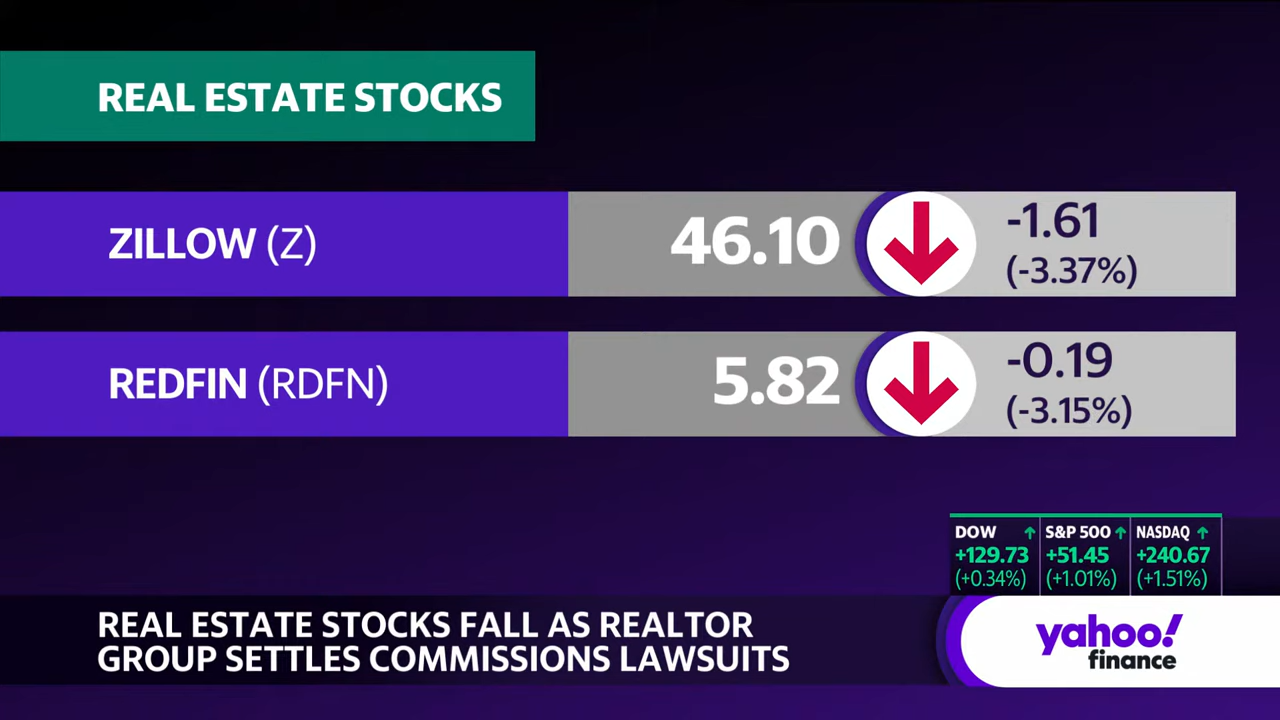 REAL ESTATE STOCKS
ZILLOW (Z) 46.10 -1.61
(-3.37%)
REDFIN (RDFN) 5.82 -0.19
(-3.15%)
DOW S&P 500 NASDAQ
+129.73 +51.45 +240.67
(+0.34%) (+1.01%) (+1.51%)
REAL ESTATE STOCKS FALL AS REALTOR
GROUP SETTLES COMMISSIONS LAWSUITS
yahoo!
finance